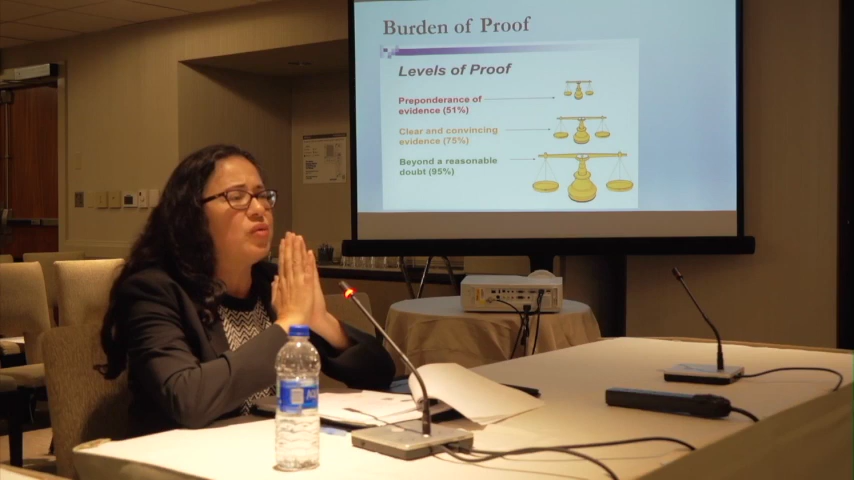 Burden of Proof
Levels of Proof
Preponderance of
evidence (51%)
Clear and convincing
evidence (75%)
Beyond a reasonable
doubt (95%)